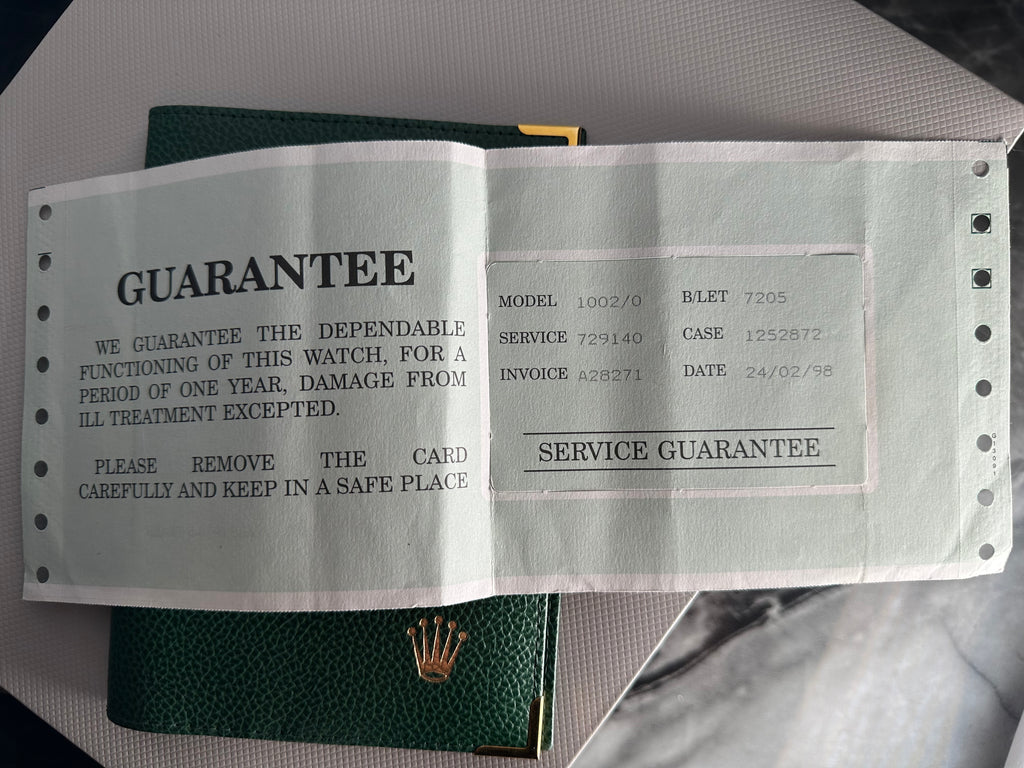 GUARANTEE
WE GUARANTEE THE DEPENDABLE
FUNCTIONING OF THIS WATCH, FOR A
PERIOD OF ONE YEAR, DAMAGE FROM
ILL TREATMENT EXCEPTED.
PLEASE REMOVE THE CARD
CAREFULLY AND KEEP IN A SAFE PLACE
MODEL 1002/0 B/LET 7205
SERVICE 729140 CASE 1252872
INVOICE A28271 DATE 24/02/98
SERVICE GUARANTEE